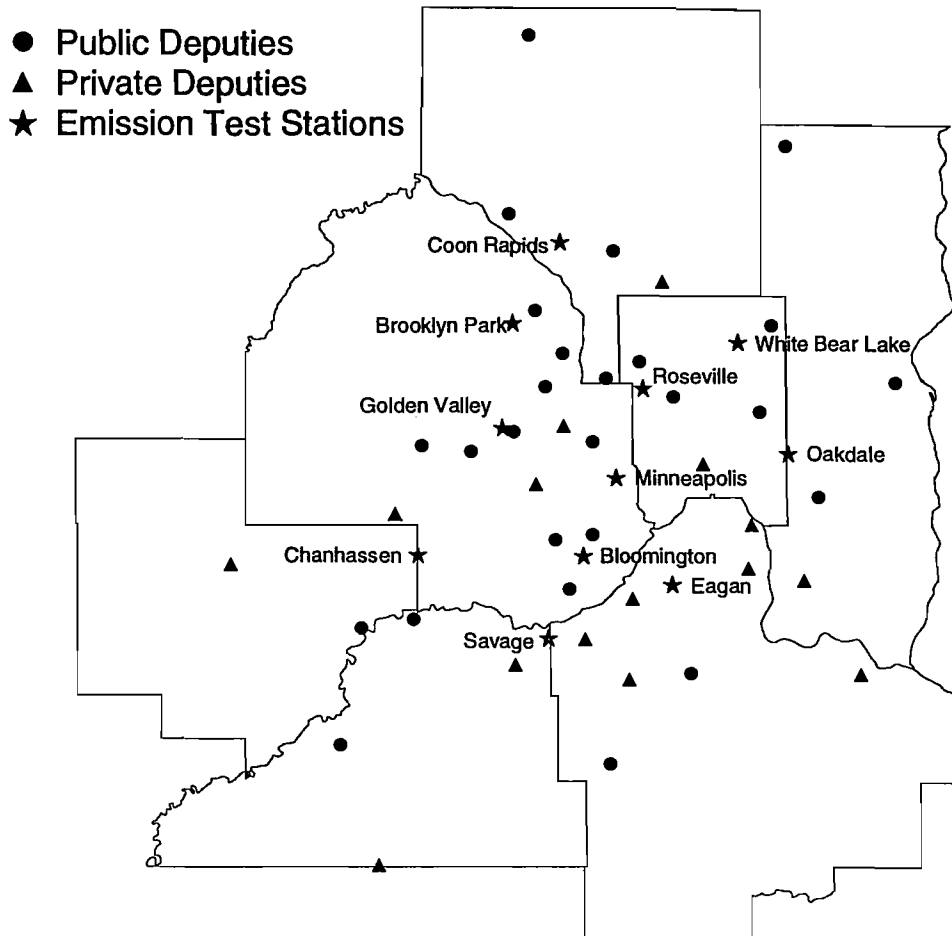 Public Deputies
Private Deputies
Emission Test Stations
Coon Rapids
Brooklyn Park
White Bear Lake
Roseville
Golden Valley
Oakdale
Minneapolis
Chanhassen
Bloomington
Eagan
Savage